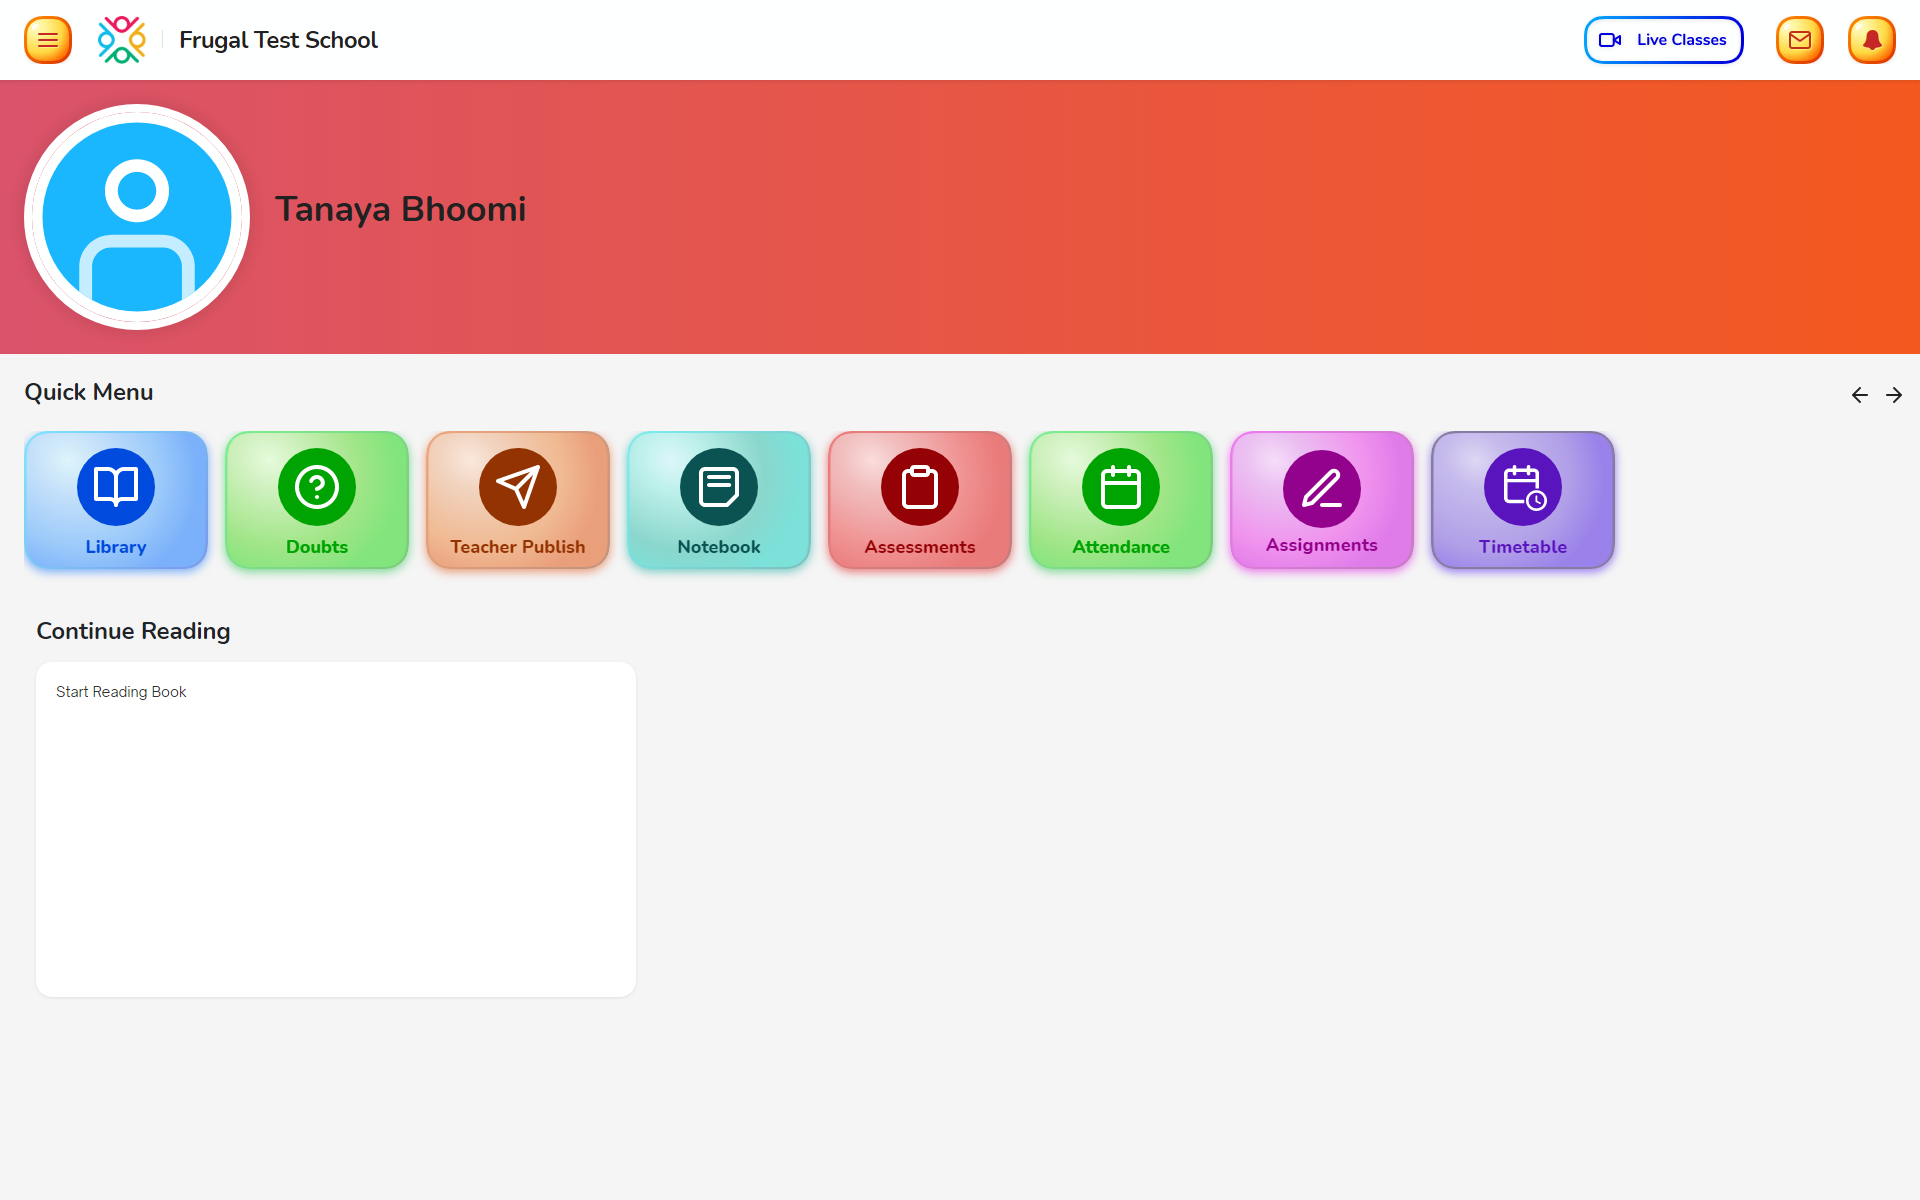 Frugal Test School
Live Classes
Tanaya Bhoomi
Quick Menu
Library
Doubts
Teacher Publish
Notebook
Assessments
Attendance
Assignments
Timetable
Continue Reading
Start Reading Book